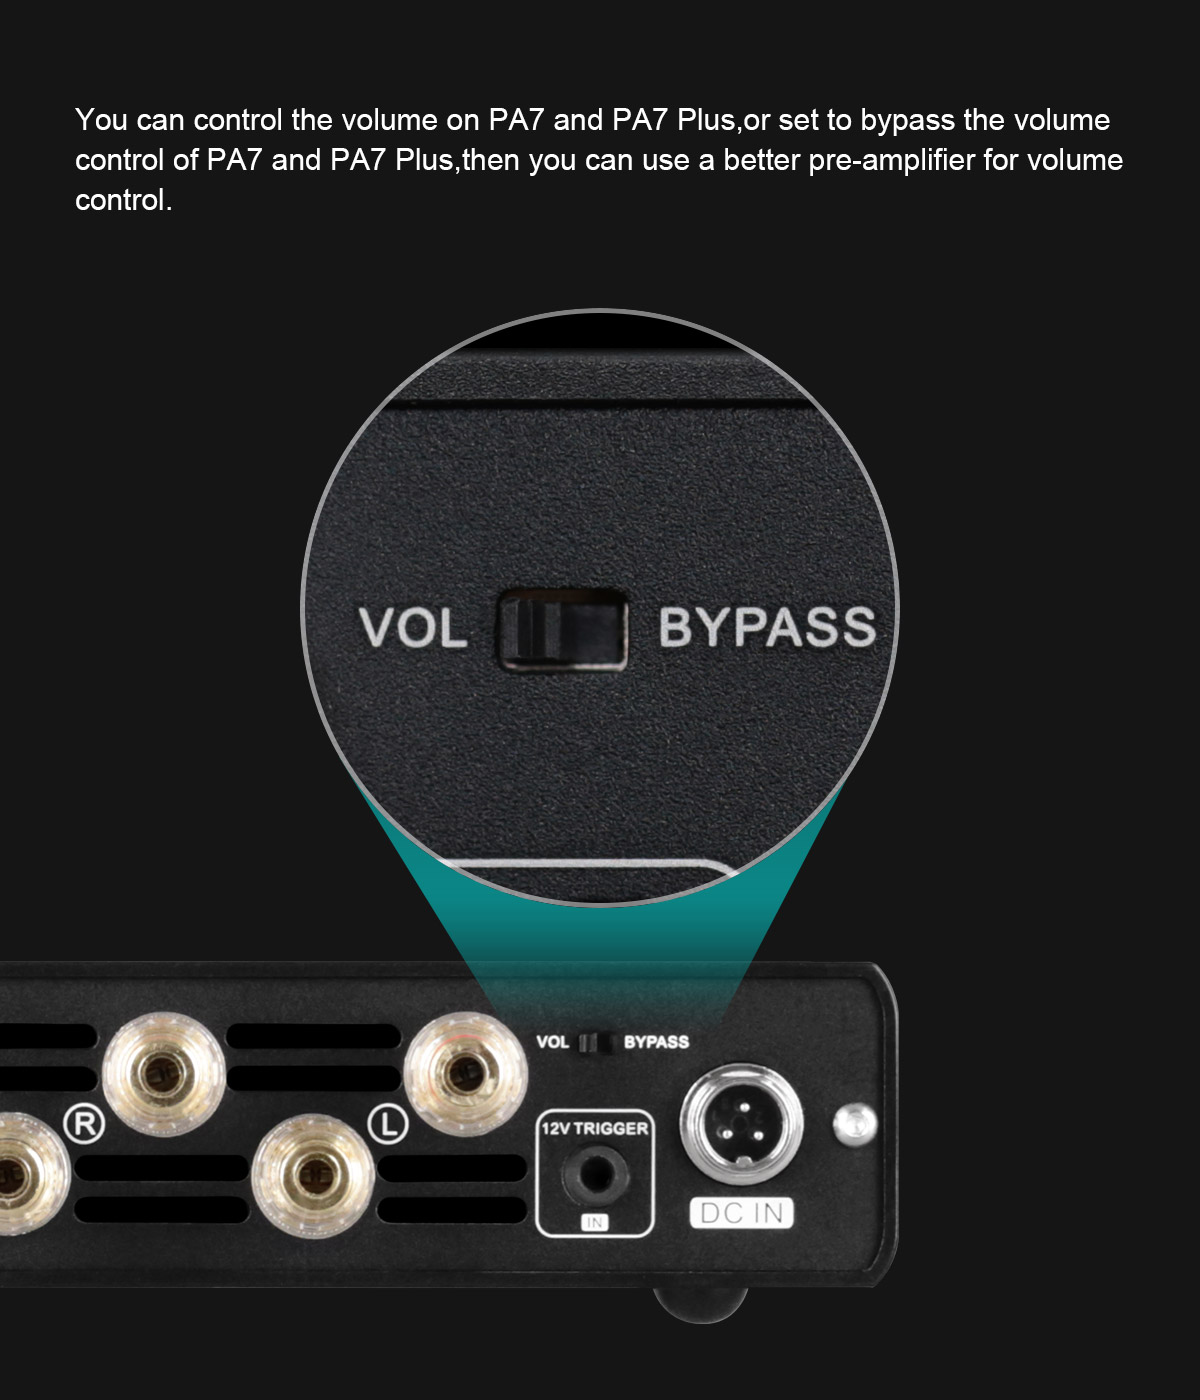 You can control the volume on PA7 and PA7 Plus,or set to bypass the volume
control of PA7 and PA7 Plus,then you can use a better pre-amplifier for volume
control.
VOL BYPASS
VOL BYPASS
R
L
12V TRIGGER
IN
DC IN